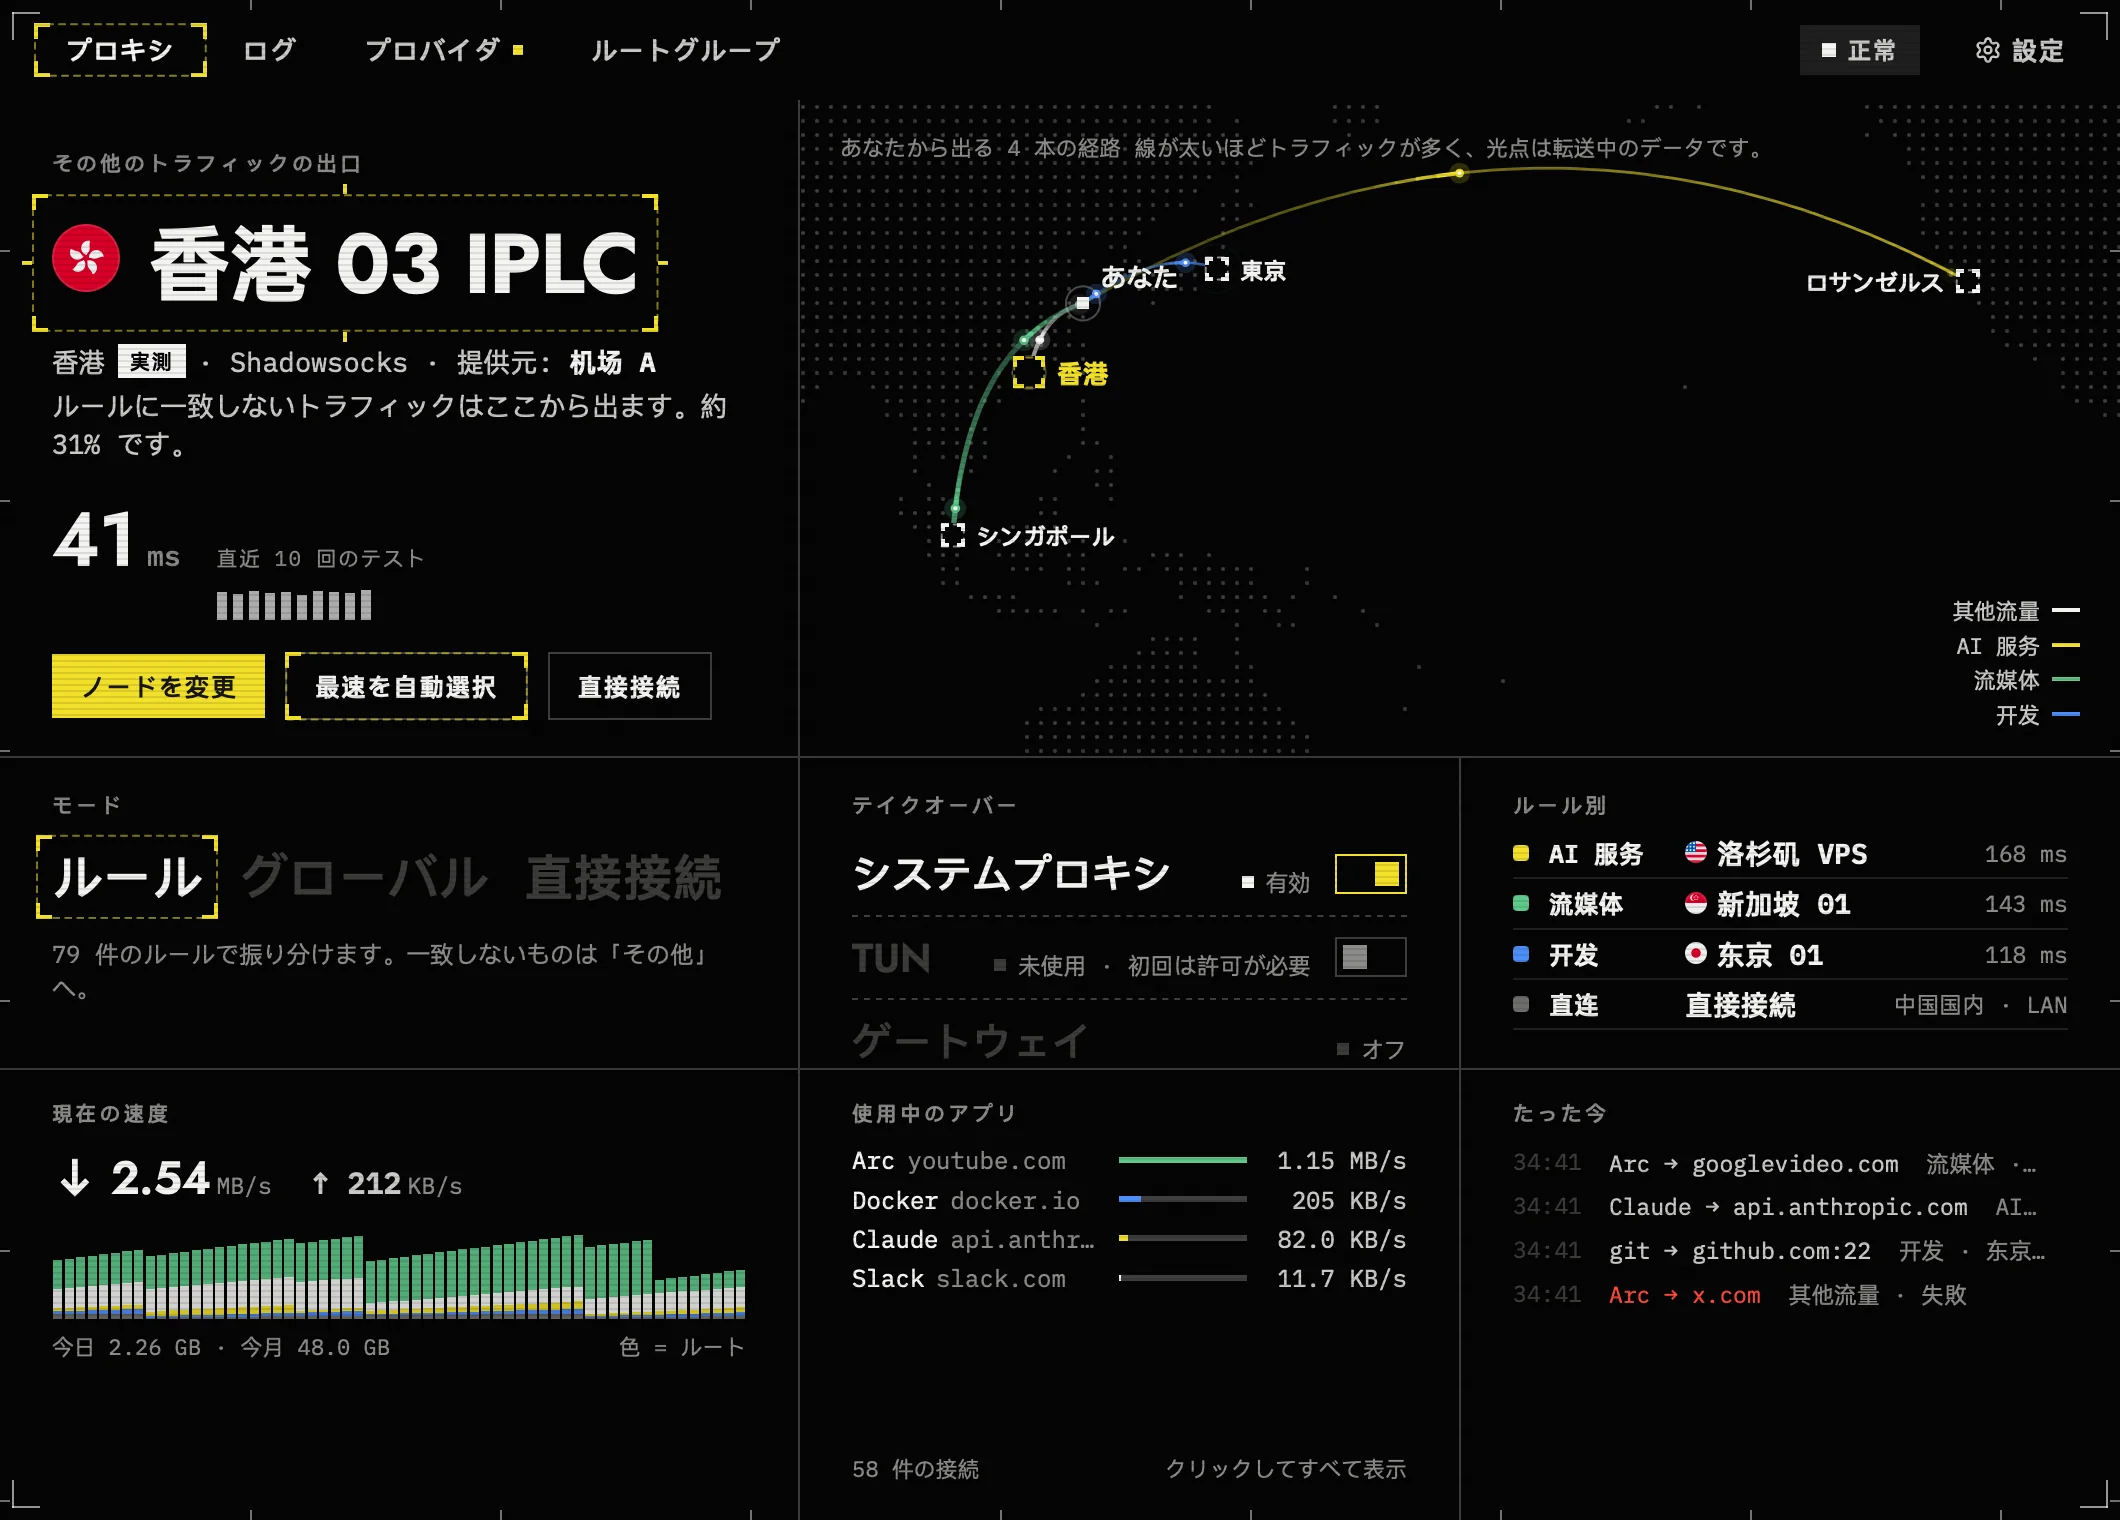 プロキシ
ログ
プロバイダ
ルートグループ
正常
設定
その他のトラフィックの出口
香港 03 IPLC
香港 実測 · Shadowsocks · 提供元: 机场 A
ルールに一致しないトラフィックはここから出ます。約
31% です。
41 ms
直近 10 回のテスト
ノードを変更
最速を自動選択
直接接続
あなたから出る 4 本の経路 線が太いほどトラフィックが多く、光点は転送中のデータです。
あなた
東京
ロサンゼルス
香港
シンガポール
其他流量
AI 服务
流媒体
开发
モード
ルール
グローバル
直接接続
79 件のルールで振り分けます。一致しないものは「その他」
へ。
テイクオーバー
システムプロキシ
有効
TUN
未使用 · 初回は許可が必要
ゲートウェイ
オフ
ルール別
AI 服务 洛杉矶 VPS 168 ms
流媒体 新加坡 01 143 ms
开发 东京 01 118 ms
直连 直接接続 中国国内 · LAN
現在の速度
↓ 2.54 MB/s ↑ 212 KB/s
今日 2.26 GB · 今月 48.0 GB
色 = ルート
使用中のアプリ
Arc youtube.com 1.15 MB/s
Docker docker.io 205 KB/s
Claude api.anthr… 82.0 KB/s
Slack slack.com 11.7 KB/s
58 件の接続
クリックしてすべて表示
たった今
34:41 Arc → googlevideo.com 流媒体 ·…
34:41 Claude → api.anthropic.com AI…
34:41 git → github.com:22 开发 · 东京…
34:41 Arc → x.com 其他流量 · 失敗